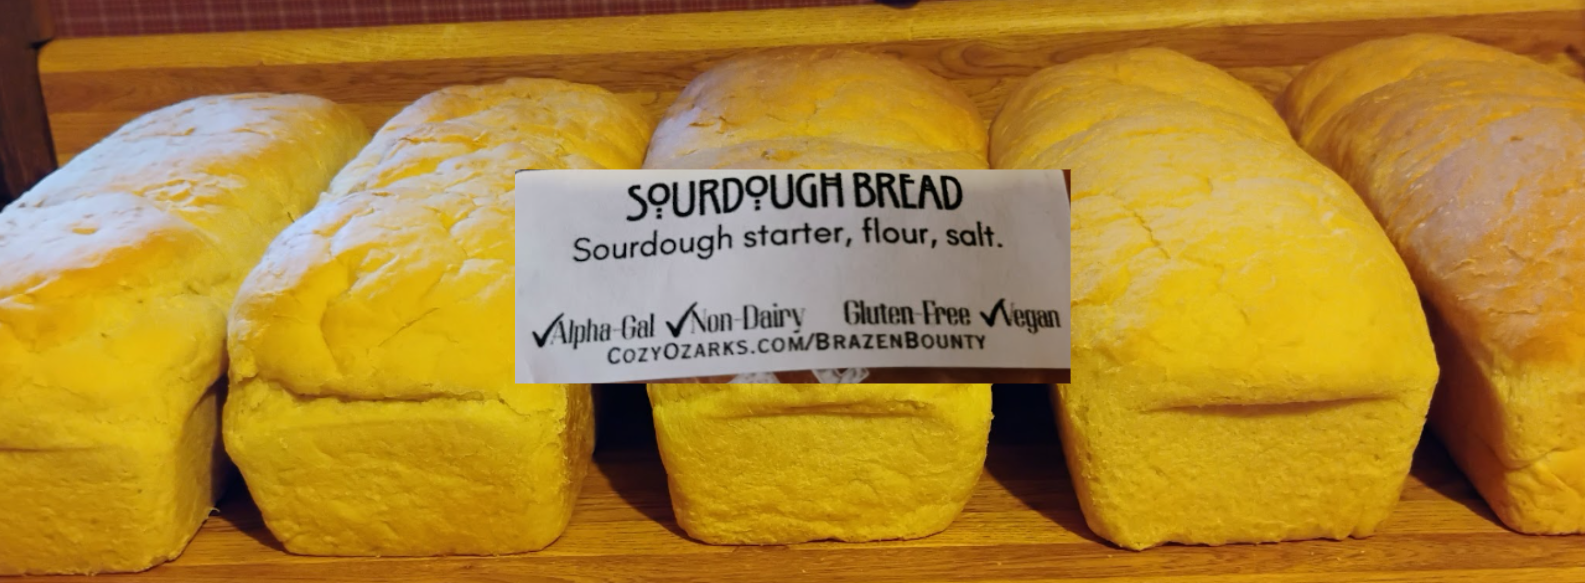 SOURDOUGH BREAD
Sourdough starter, flour, salt.
✓Alpha-Gal ✓Non-Dairy Gluten-Free ✓Vegan
COZYOZARKS.COM/BRAZENBOUNTY